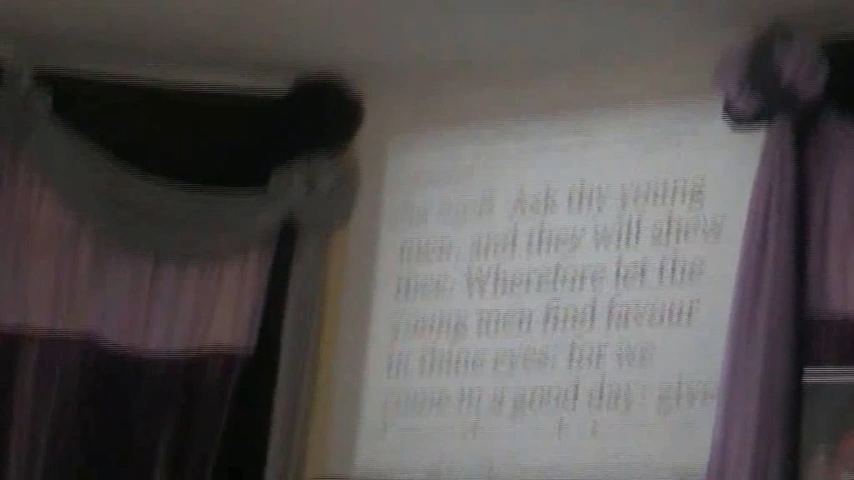 Ask thy young
men, and they will shew
thee. Wherefore let the
young men find favour
in thine eyes: for we
come in a good day: give